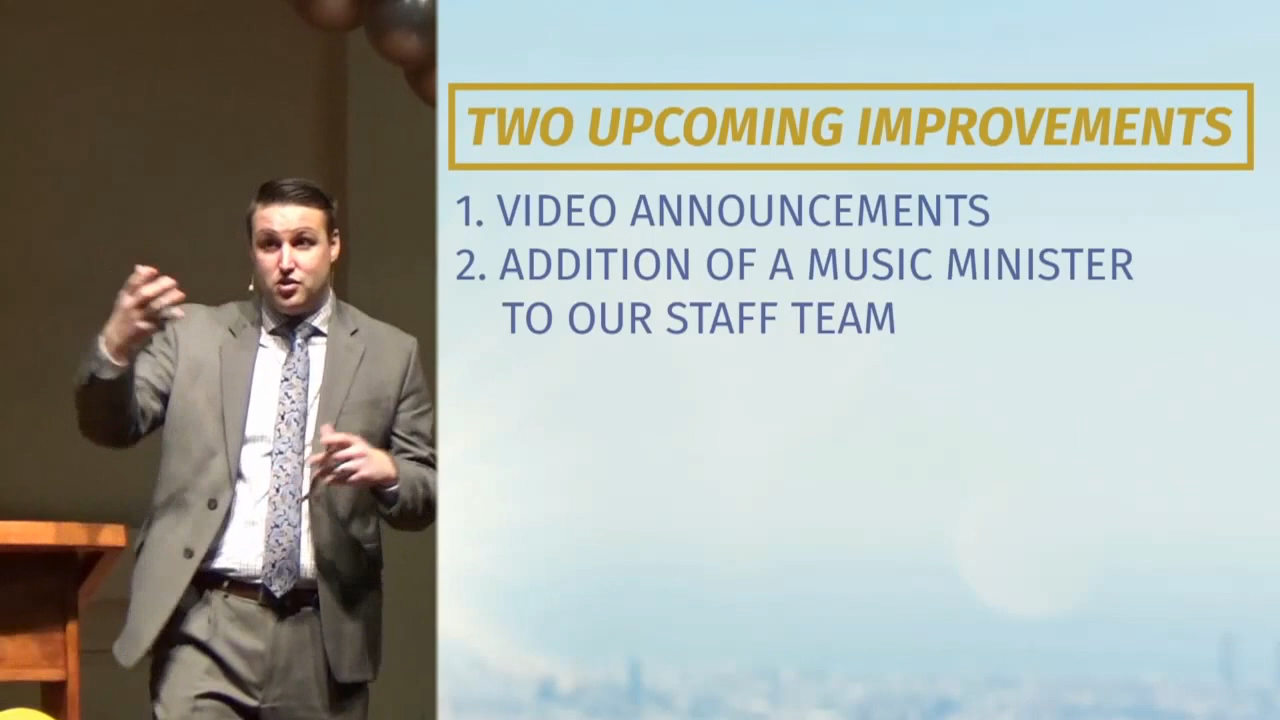 TWO UPCOMING IMPROVEMENTS
1. VIDEO ANNOUNCEMENTS
2. ADDITION OF A MUSIC MINISTER
TO OUR STAFF TEAM